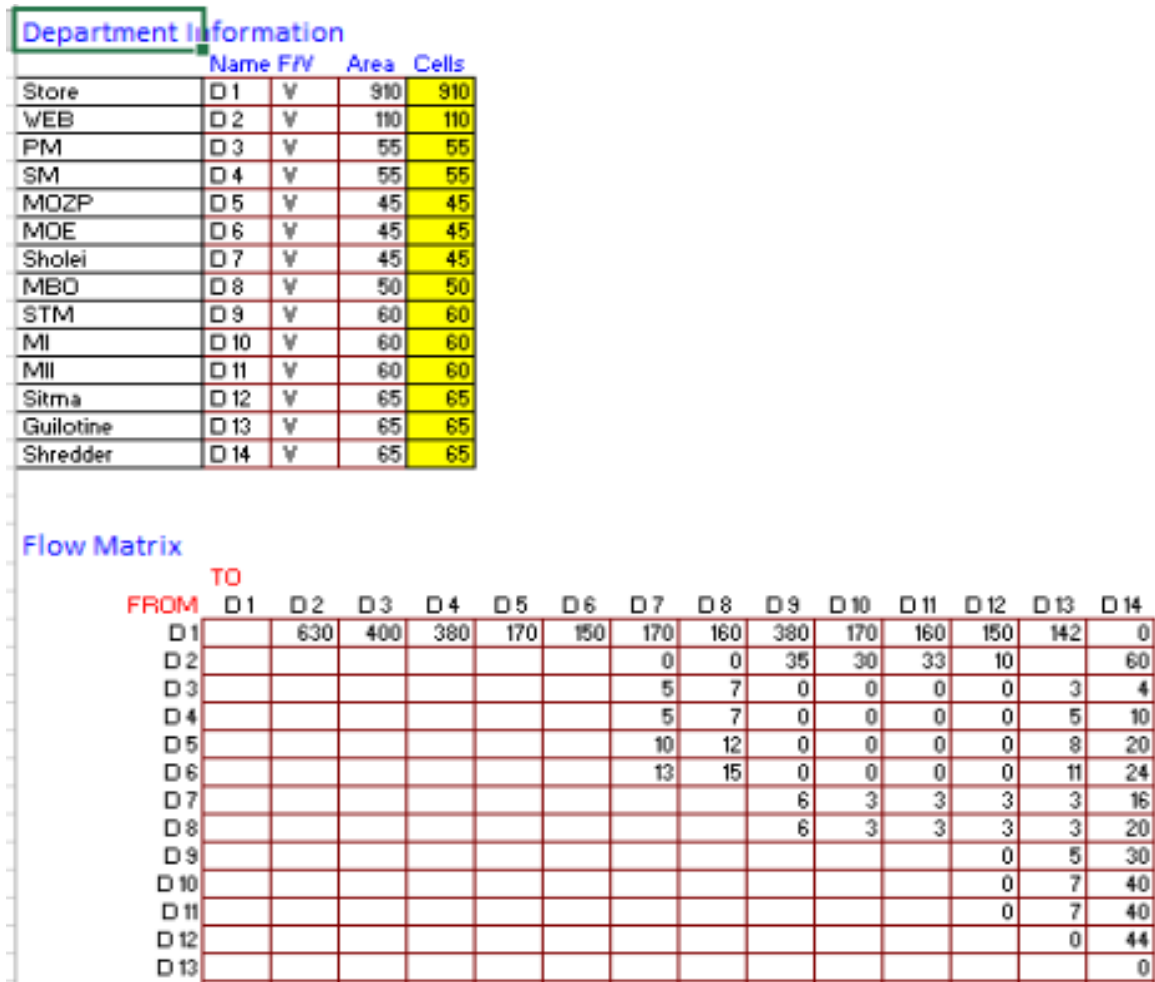 Department Information
Name F/V Area Cells
Store D 1 V 910 910
WEB D 2 V 110 110
PM D 3 V 55 55
SM D 4 V 55 55
MOZP D 5 V 45 45
MOE D 6 V 45 45
Sholei D 7 V 45 45
MBO D 8 V 50 50
STM D 9 V 60 60
MI D 10 V 60 60
MII D 11 V 60 60
Sitma D 12 V 65 65
Guilotine D 13 V 65 65
Shredder D 14 V 65 65
Flow Matrix
TO
FROM D 1 D 2 D 3 D 4 D 5 D 6 D 7 D 8 D 9 D 10 D 11 D 12 D 13 D 14
D 1 630 400 380 170 150 170 160 380 170 160 150 142 0
D 2 0 0 35 30 33 10 60
D 3 5 7 0 0 0 0 3 4
D 4 5 7 0 0 0 0 5 10
D 5 10 12 0 0 0 0 8 20
D 6 13 15 0 0 0 0 11 24
D 7 6 3 3 3 3 16
D 8 6 3 3 3 3 20
D 9 0 5 30
D 10 0 7 40
D 11 0 7 40
D 12 0 44
D 13 0